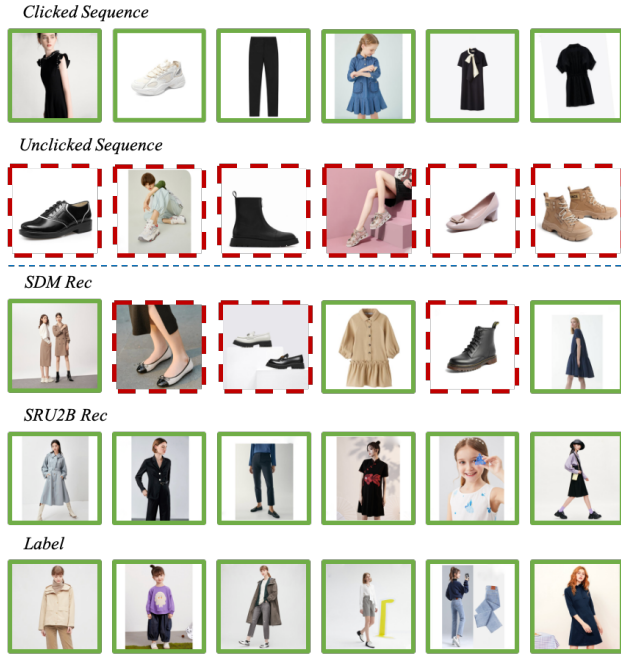 Clicked Sequence
Unclicked Sequence
SDM Rec
SRU2B Rec
Label